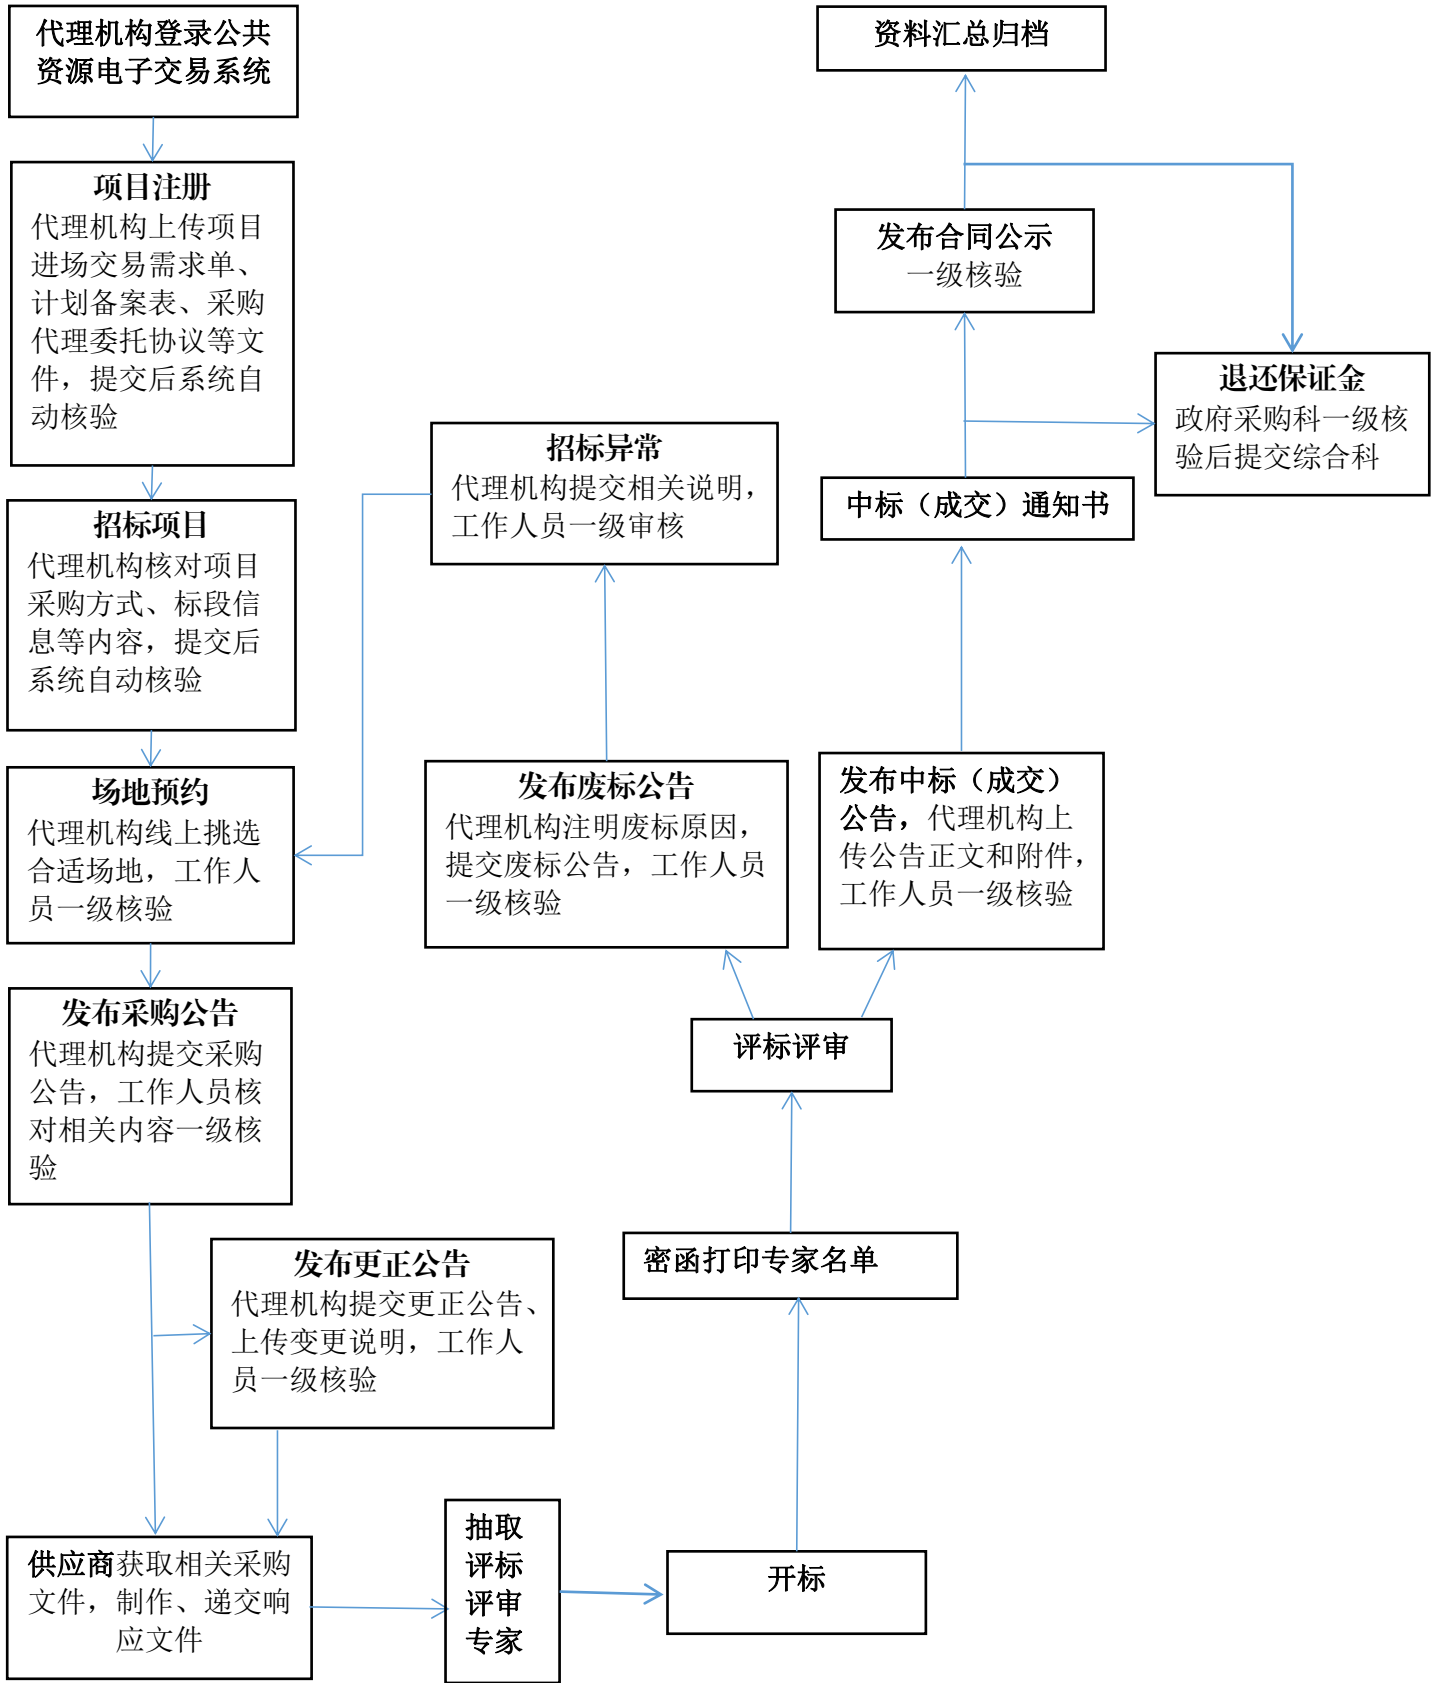 代理机构登录公共
资源电子交易系统
项目注册
代理机构上传项目
进场交易需求单、
计划备案表、采购
代理委托协议等文
件，提交后系统自
动核验
招标项目
代理机构核对项目
采购方式、标段信
息等内容，提交后
系统自动核验
场地预约
代理机构线上挑选
合适场地，工作人
员一级核验
发布采购公告
代理机构提交采购
公告，工作人员核
对相关内容一级核
验
发布更正公告
代理机构提交更正公告、
上传变更说明，工作人
员一级核验
供应商获取相关采购
文件，制作、递交响
应文件
抽取
评标
评审
专家
开标
密函打印专家名单
评标评审
发布废标公告
代理机构注明废标原因，
提交废标公告，工作人员
一级核验
招标异常
代理机构提交相关说明，
工作人员一级审核
发布中标（成交）
公告，代理机构上
传公告正文和附件，
工作人员一级核验
中标（成交）通知书
退还保证金
政府采购科一级核
验后提交综合科
发布合同公示
一级核验
资料汇总归档